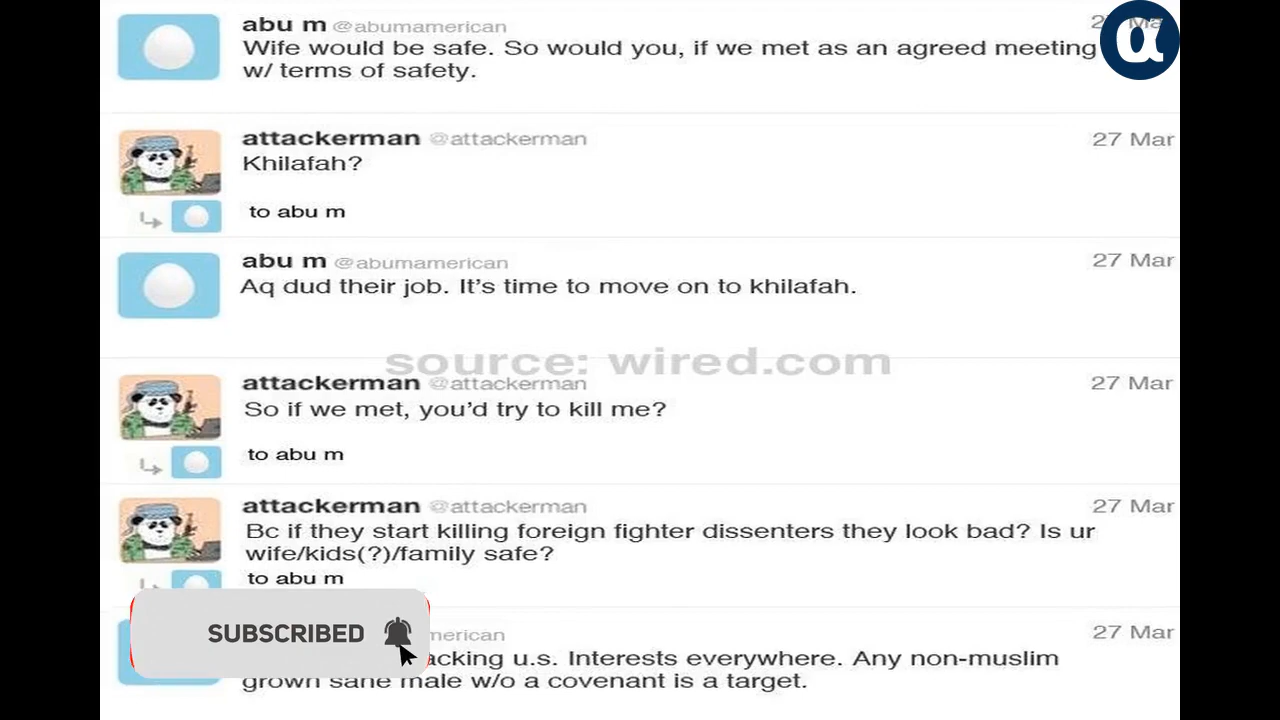 abu m @abumamerican
Wife would be safe. So would you, if we met as an agreed meeting
w/ terms of safety.
α
attackerman @attackerman 27 Mar
Khilafah?
to abu m
abu m @abumamerican 27 Mar
Aq dud their job. It's time to move on to khilafah.
source: wired.com
attackerman @attackerman 27 Mar
So if we met, you'd try to kill me?
to abu m
attackerman @attackerman 27 Mar
Bc if they start killing foreign fighter dissenters they look bad? Is ur
wife/kids(?)/family safe?
to abu m
SUBSCRIBED
27 Mar
u.s. Interests everywhere. Any non-muslim
grown sane male w/o a covenant is a target.